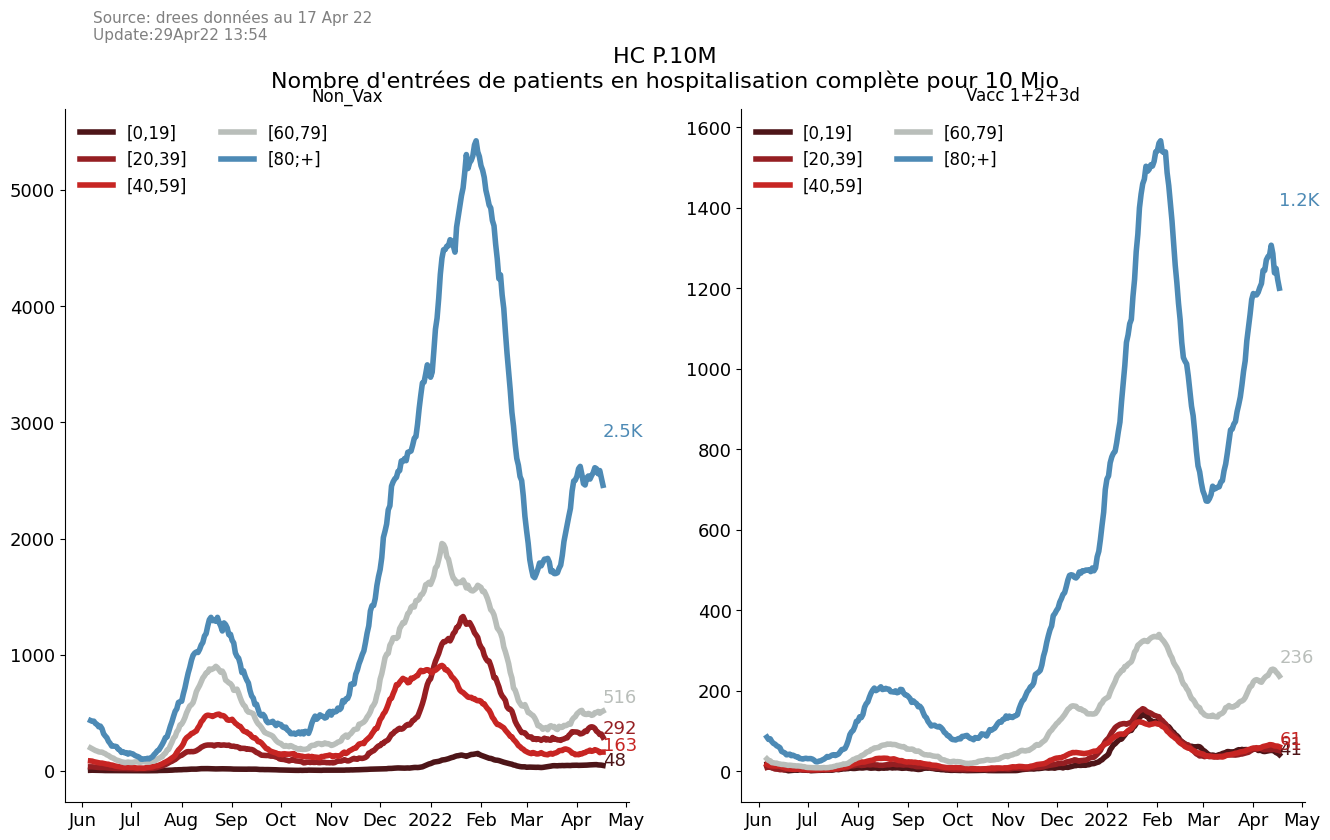 Source: drees données au 17 Apr 22
Update:29Apr22 13:54
HC P.10M
Nombre d'entrées de patients en hospitalisation complète pour 10 Mio
Non_Vax
[0,19] [60,79]
[20,39] [80;+]
[40,59]
5000
4000
3000
2000
1000
0
2.5K
516
292
163
48
Jun Jul Aug Sep Oct Nov Dec 2022 Feb Mar Apr May
Vacc 1+2+3d
[0,19] [60,79]
[20,39] [80;+]
[40,59]
1600
1400
1200
1000
800
600
400
200
0
1.2K
236
61
41
Jun Jul Aug Sep Oct Nov Dec 2022 Feb Mar Apr May